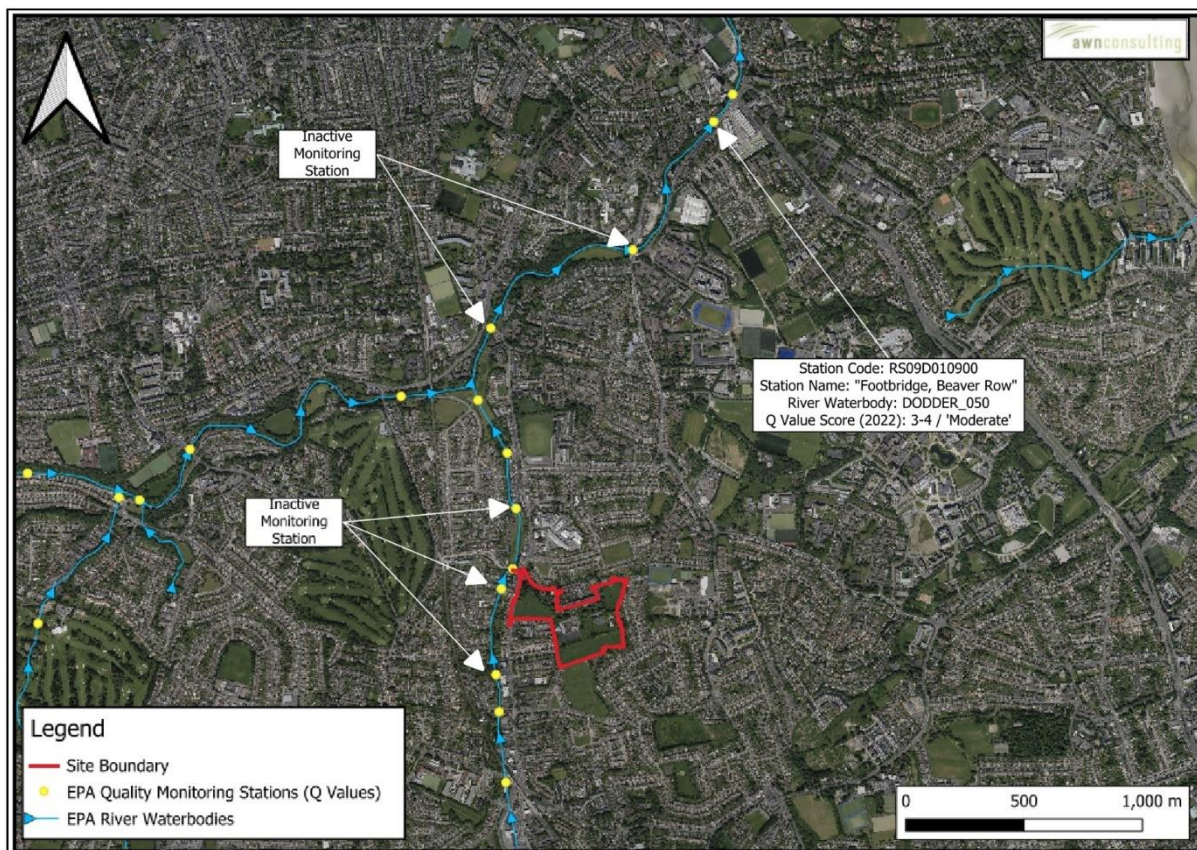 awnconsulting
Inactive
Monitoring
Station
Station Code: RS09D010900
Station Name: "Footbridge, Beaver Row"
River Waterbody: DODDER_050
Q Value Score (2022): 3-4 / 'Moderate'
Inactive
Monitoring
Station
Legend
Site Boundary
EPA Quality Monitoring Stations (Q Values)
EPA River Waterbodies
0 500 1,000 m